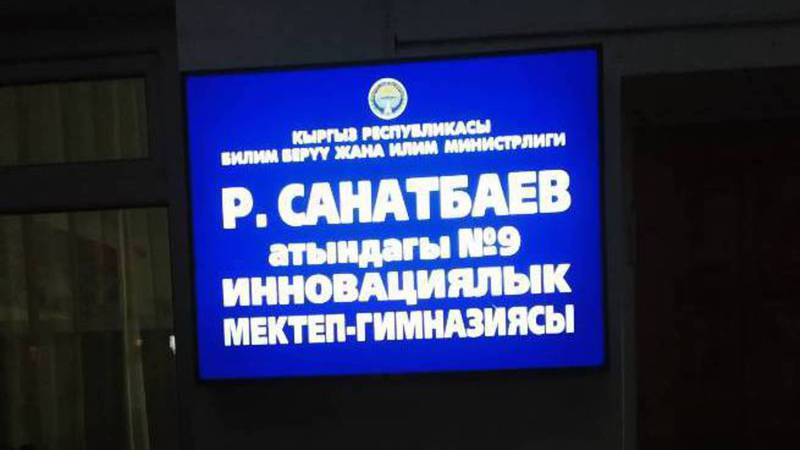 КЫРГЫЗ РЕСПУБЛИКАСЫ
БИЛИМ БЕРҮҮ ЖАНА ИЛИМ МИНИСТРЛИГИ
Р. САНАТБАЕВ
атындагы №9
ИННОВАЦИЯЛЫК
МЕКТЕП-ГИМНАЗИЯСЫ